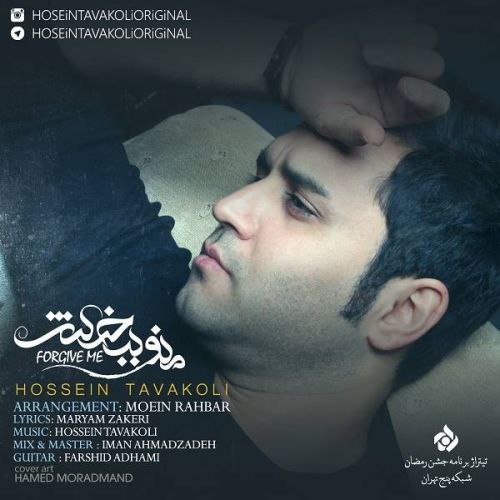 HOSEiNTAVAKOLiORiGiNAL
HOSEiNTAVAKOLiORiGiNAL
منو ببخش
FORGIVE ME
HOSSEIN TAVAKOLI
ARRANGEMENT: MOEIN RAHBAR
LYRICS: MARYAM ZAKERI
MUSIC: HOSSEIN TAVAKOLI
MIX & MASTER : IMAN AHMADZADEH
GUITAR : FARSHID ADHAMI
cover art
HAMED MORADMAND
تیتراژ برنامه جشن رمضان
شبکه پنج تهران